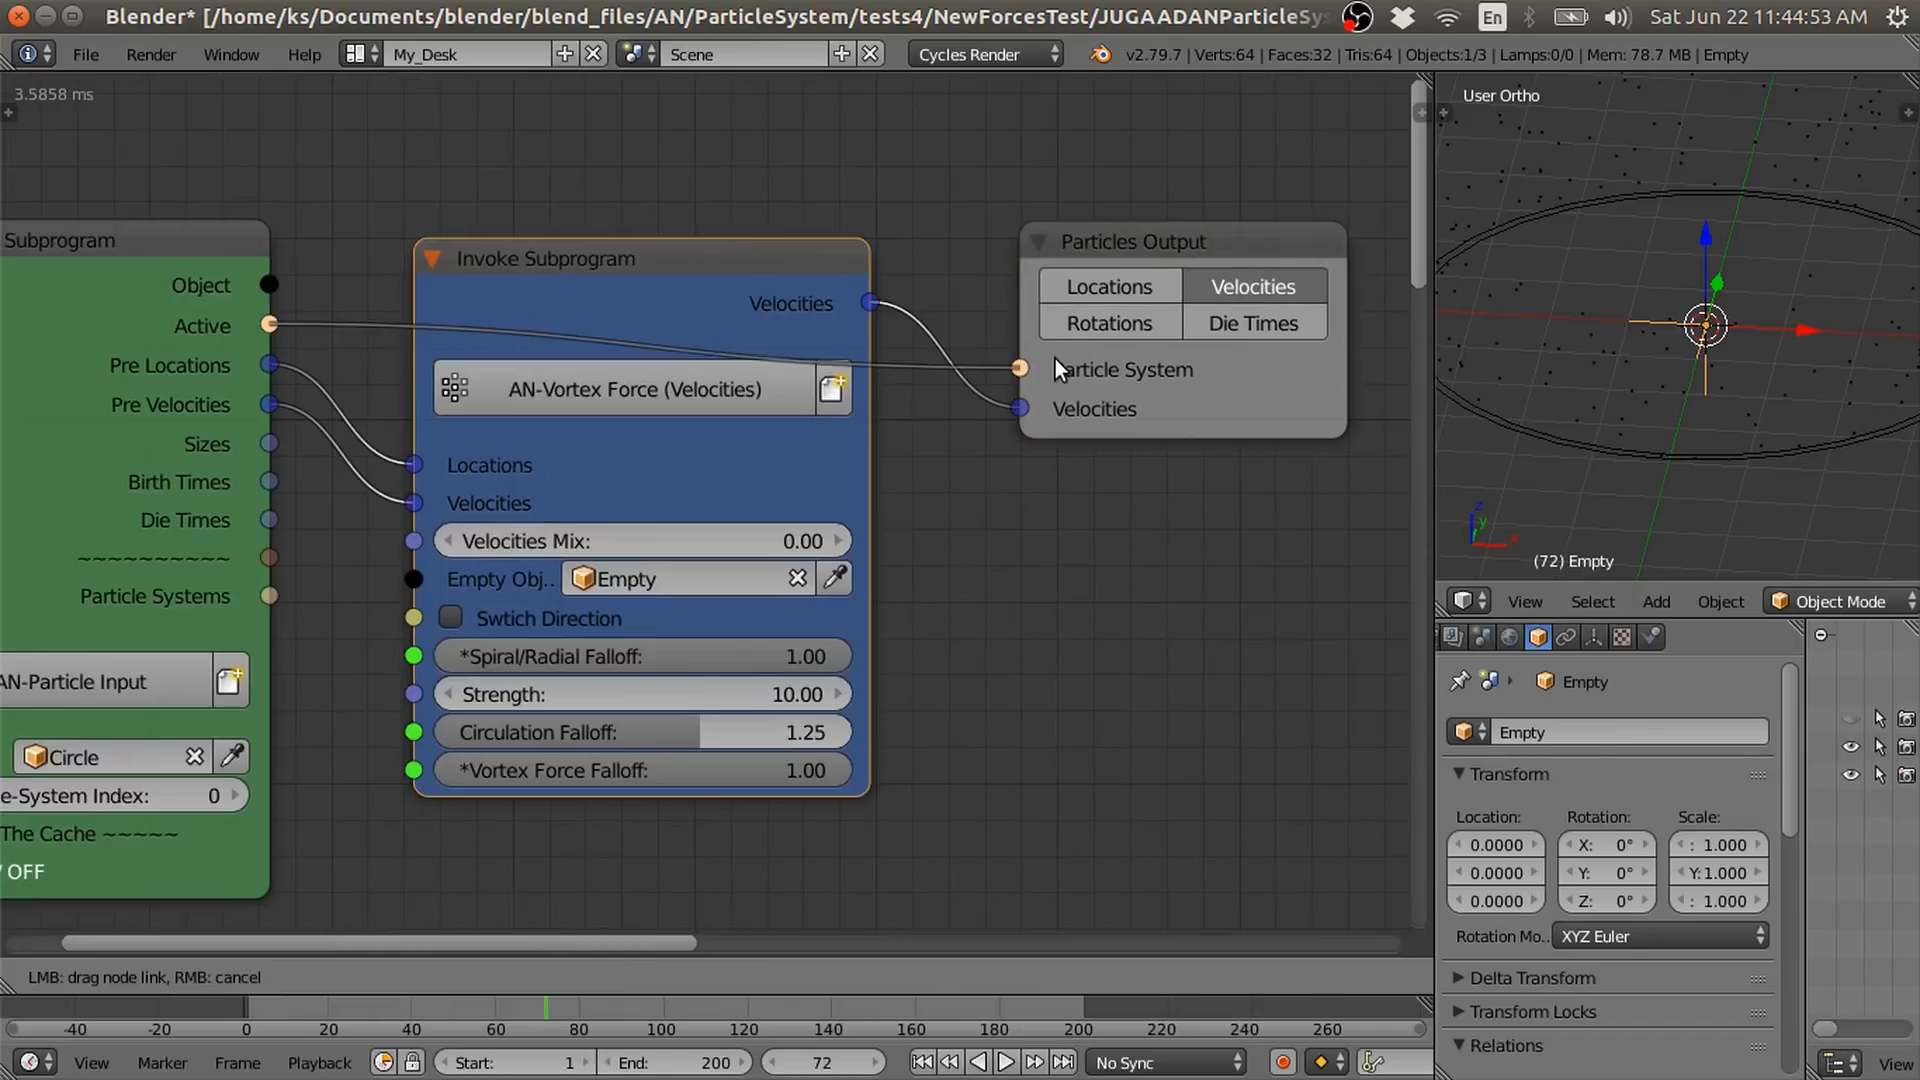 Blender* [/home/ks/Documents/blender/blend_files/AN/ParticleSystem/tests4/NewForcesTest/JUGAADANParticleSys
En
Sat Jun 22 11:44:53 AM
File
Render
Window
Help
My_Desk
Scene
Cycles Render
v2.79.7 | Verts:64 | Faces:32 | Tris:64 | Objects:1/3 | Lamps:0/0 | Mem: 78.7 MB | Empty
3.5858 ms
Subprogram
Object
Active
Pre Locations
Pre Velocities
Sizes
Birth Times
Die Times
~~~~~~~~~~
Particle Systems
AN-Particle Input
Circle
e-System Index: 0
The Cache ~~~~~
/ OFF
Invoke Subprogram
Velocities
AN-Vortex Force (Velocities)
Locations
Velocities
Velocities Mix: 0.00
Empty Obj.. Empty
Swtich Direction
*Spiral/Radial Falloff: 1.00
Strength: 10.00
Circulation Falloff: 1.25
*Vortex Force Falloff: 1.00
Particles Output
Locations Velocities
Rotations Die Times
article System
Velocities
User Ortho
z
y
x
(72) Empty
View
Select
Add
Object
Object Mode
Empty
Empty
Transform
Location: Rotation: Scale:
0.0000 X: 0° : 1.000
0.0000 Y: 0° Y: 1.000
0.0000 Z: 0° : 1.000
Rotation Mo.. XYZ Euler
Delta Transform
Transform Locks
Relations
LMB: drag node link, RMB: cancel
-40 -20 0 20 40 60 80 100 120 140 160 180 200 220 240 260
View
Marker
Frame
Playback
Start: 1
End: 200
72
No Sync
View